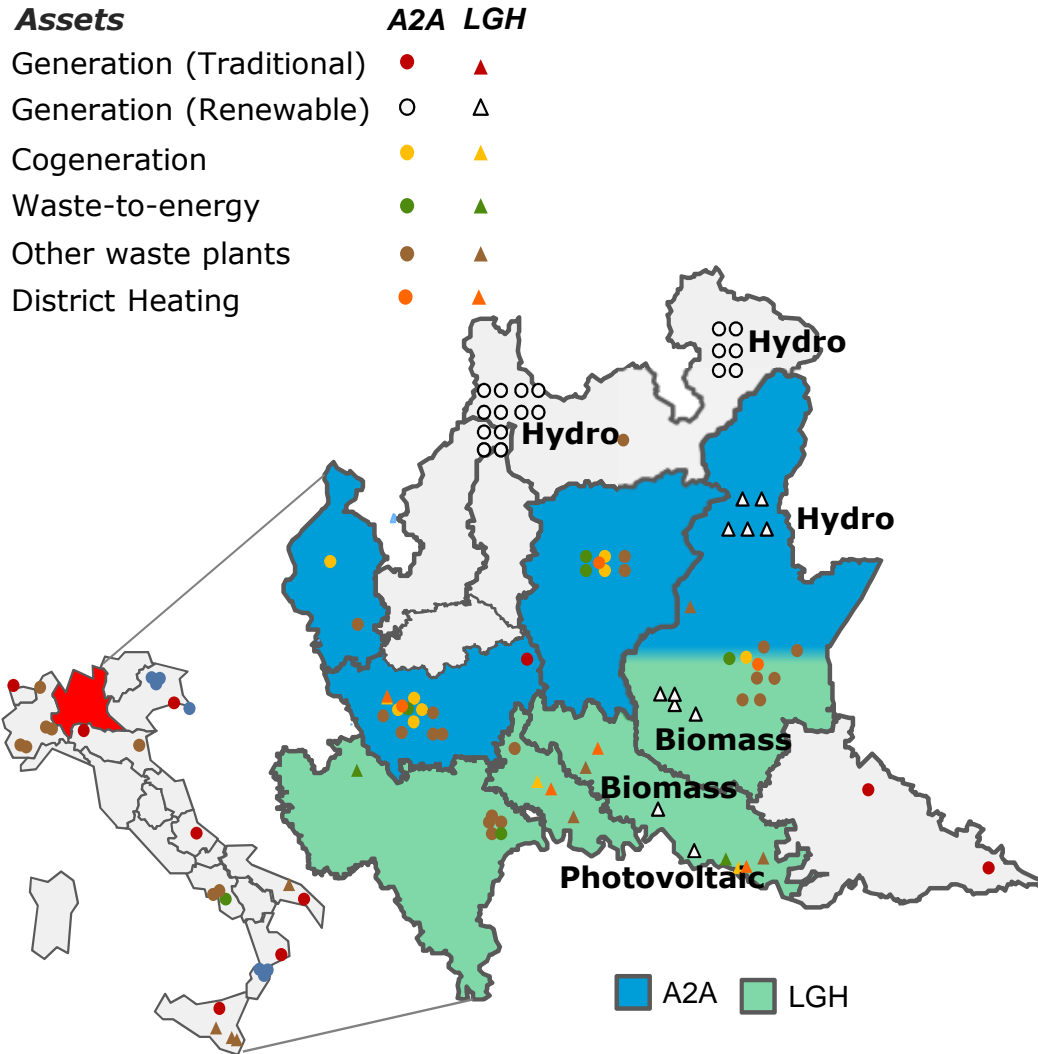 Assets A2A LGH
Generation (Traditional)
Generation (Renewable)
Cogeneration
Waste-to-energy
Other waste plants
District Heating
Hydro
Hydro
Hydro
Biomass
Biomass
Photovoltaic
A2A LGH